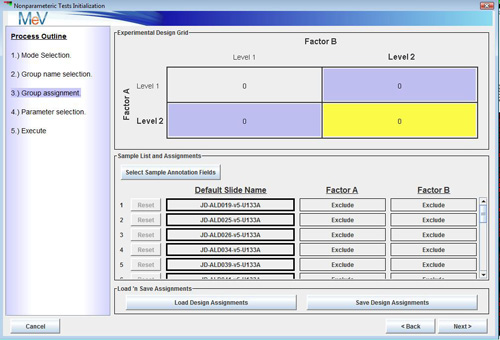 Nonparametric Tests Initialization
MeV
Process Outline
1.) Mode Selection.
2.) Group name selection.
3.) Group assignment.
4.) Parameter selection.
5.) Execute
Experimental Design Grid
Factor B
Level 1 Level 2
Factor A
Level 1 0 0
Level 2 0 0
Sample List and Assignments
Select Sample Annotation Fields
Default Slide Name Factor A Factor B
1 Reset JD-ALD019-v5-U133A Exclude Exclude
2 Reset JD-ALD025-v5-U133A Exclude Exclude
3 Reset JD-ALD026-v5-U133A Exclude Exclude
4 Reset JD-ALD034-v5-U133A Exclude Exclude
5 Reset JD-ALD039-v5-U133A Exclude Exclude
Load 'n Save Assignments
Load Design Assignments Save Design Assignments
Cancel < Back Next >